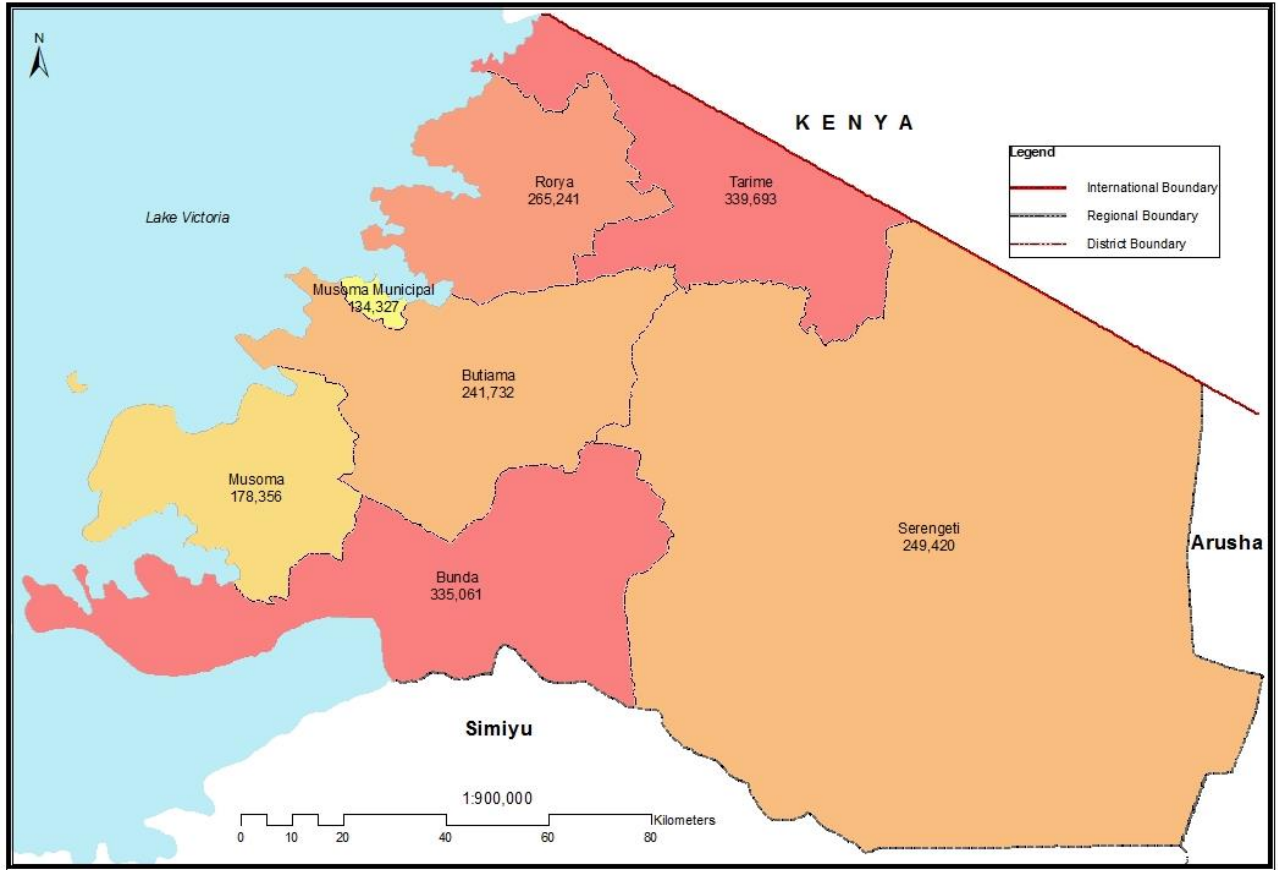 N
KENYA
Legend
International Boundary
Regional Boundary
District Boundary
Lake Victoria
Rorya
265,241
Tarime
339,693
Musoma Municipal
134,327
Butiama
241,732
Musoma
178,356
Serengeti
249,420
Arusha
Bunda
335,061
Simiyu
1:900,000
Kilometers
0 10 20 40 60 80